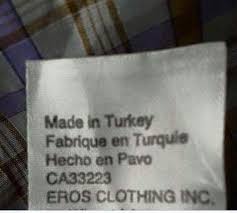 Made in Turkey
Fabrique en Turquie
Hecho en Pavo
CA33223
EROS CLOTHING INC.